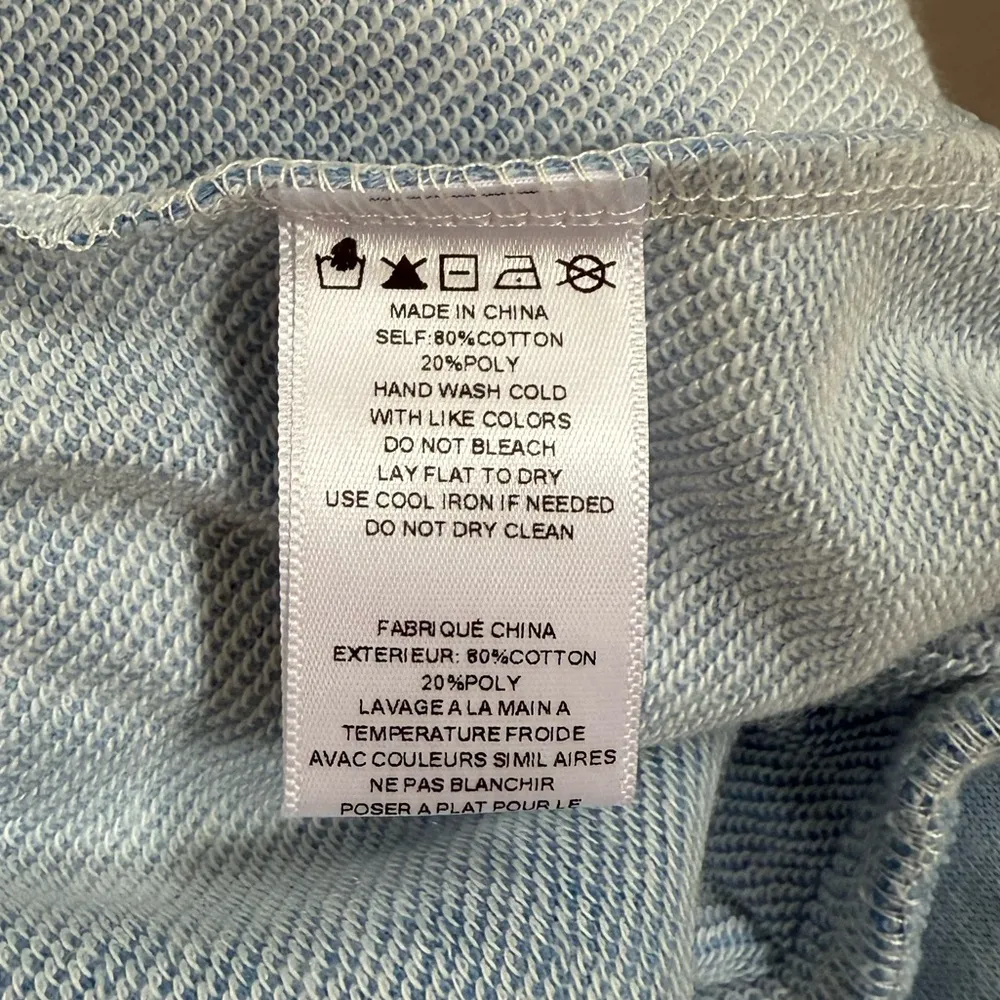 MADE IN CHINA
SELF:80%COTTON
20%POLY
HAND WASH COLD
WITH LIKE COLORS
DO NOT BLEACH
LAY FLAT TO DRY
USE COOL IRON IF NEEDED
DO NOT DRY CLEAN
FABRIQUÉ CHINA
EXTERIEUR: 80%COTTON
20%POLY
LAVAGE A LA MAIN A
TEMPERATURE FROIDE
AVAC COULEURS SIMILAIRES
NE PAS BLANCHIR
POSER A PLAT POUR LE